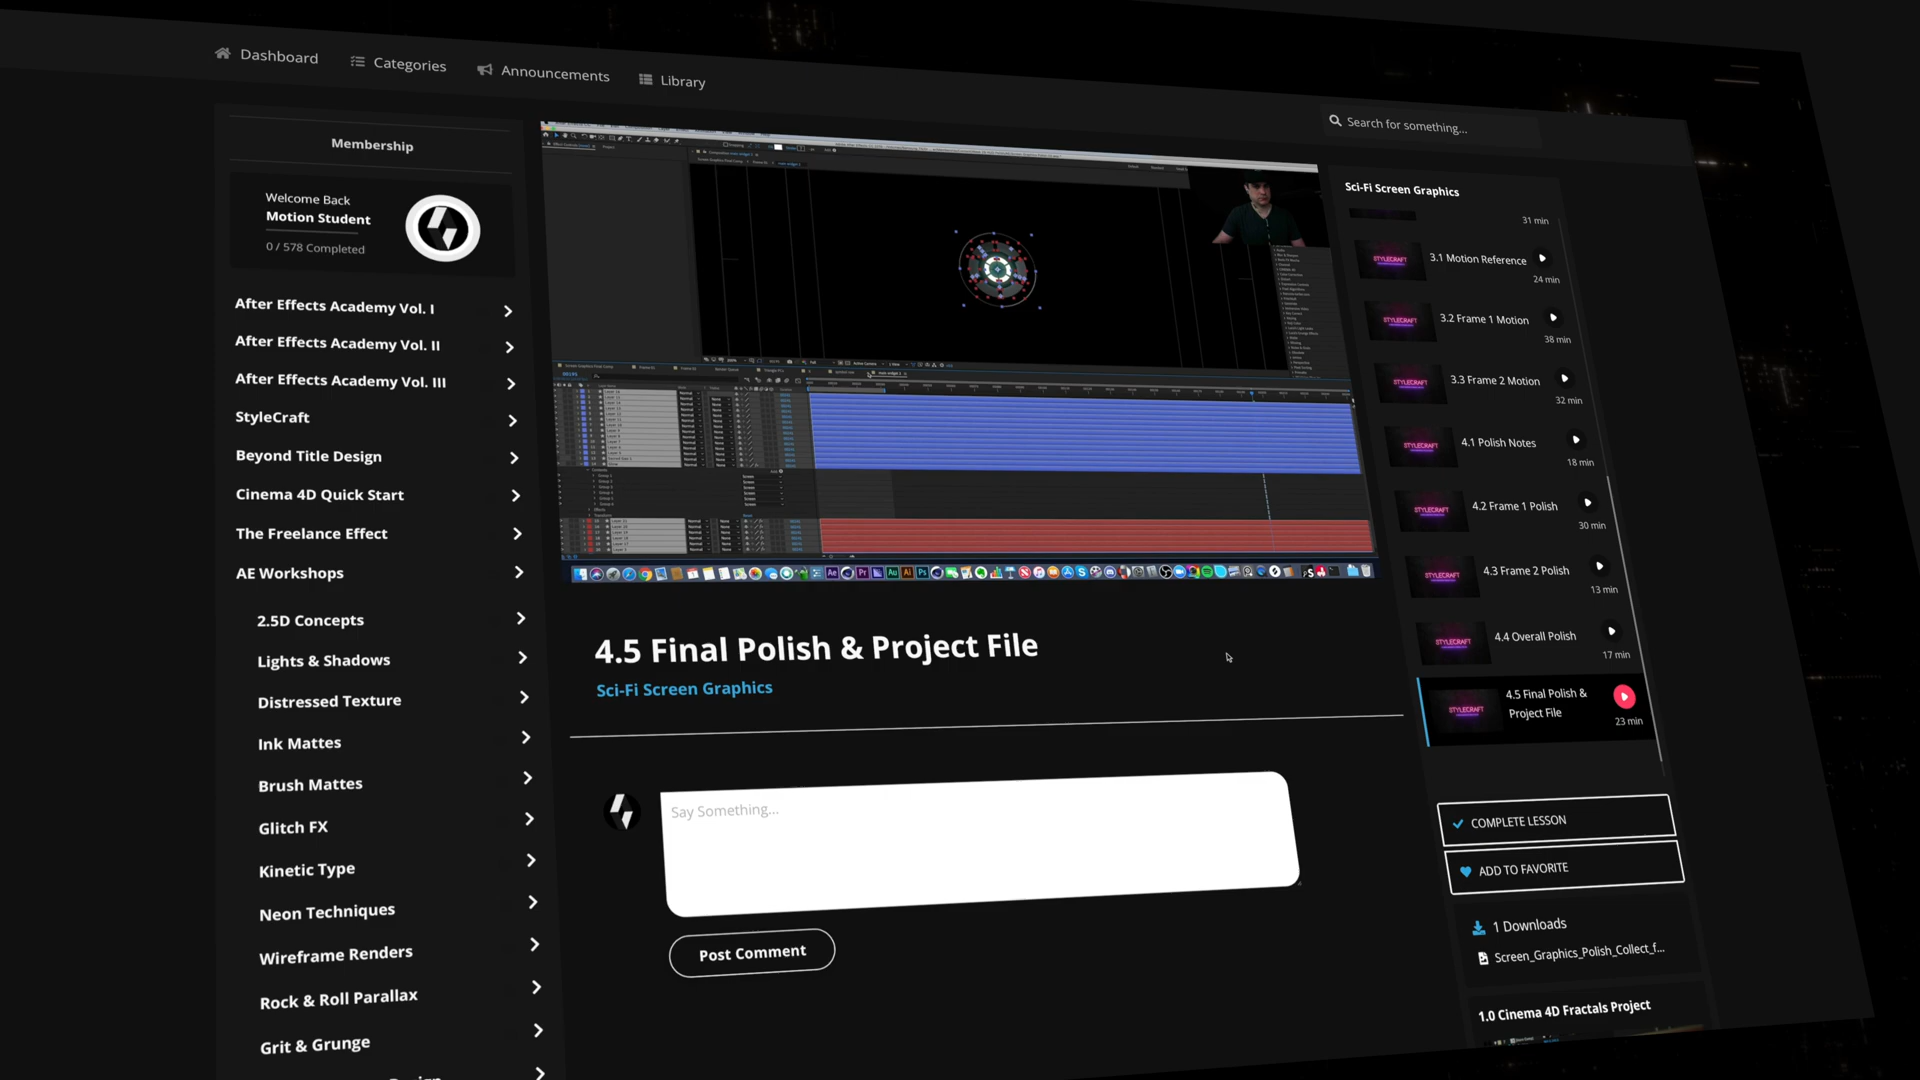 Dashboard
Categories
Announcements
Library
Search for something...
Membership
Welcome Back
Motion Student
0 / 578 Completed
After Effects Academy Vol. I
After Effects Academy Vol. II
After Effects Academy Vol. III
StyleCraft
Beyond Title Design
Cinema 4D Quick Start
The Freelance Effect
AE Workshops
2.5D Concepts
Lights & Shadows
Distressed Texture
Ink Mattes
Brush Mattes
Glitch FX
Kinetic Type
Neon Techniques
Wireframe Renders
Rock & Roll Parallax
Grit & Grunge
4.5 Final Polish & Project File
Sci-Fi Screen Graphics
Say Something...
Post Comment
Sci-Fi Screen Graphics
31 min
STYLECRAFT
3.1 Motion Reference
24 min
STYLECRAFT
3.2 Frame 1 Motion
38 min
STYLECRAFT
3.3 Frame 2 Motion
32 min
STYLECRAFT
4.1 Polish Notes
18 min
STYLECRAFT
4.2 Frame 1 Polish
30 min
STYLECRAFT
4.3 Frame 2 Polish
13 min
STYLECRAFT
4.4 Overall Polish
17 min
STYLECRAFT
4.5 Final Polish &
Project File
23 min
COMPLETE LESSON
ADD TO FAVORITE
1 Downloads
Screen_Graphics_Polish_Collect_f...
1.0 Cinema 4D Fractals Project